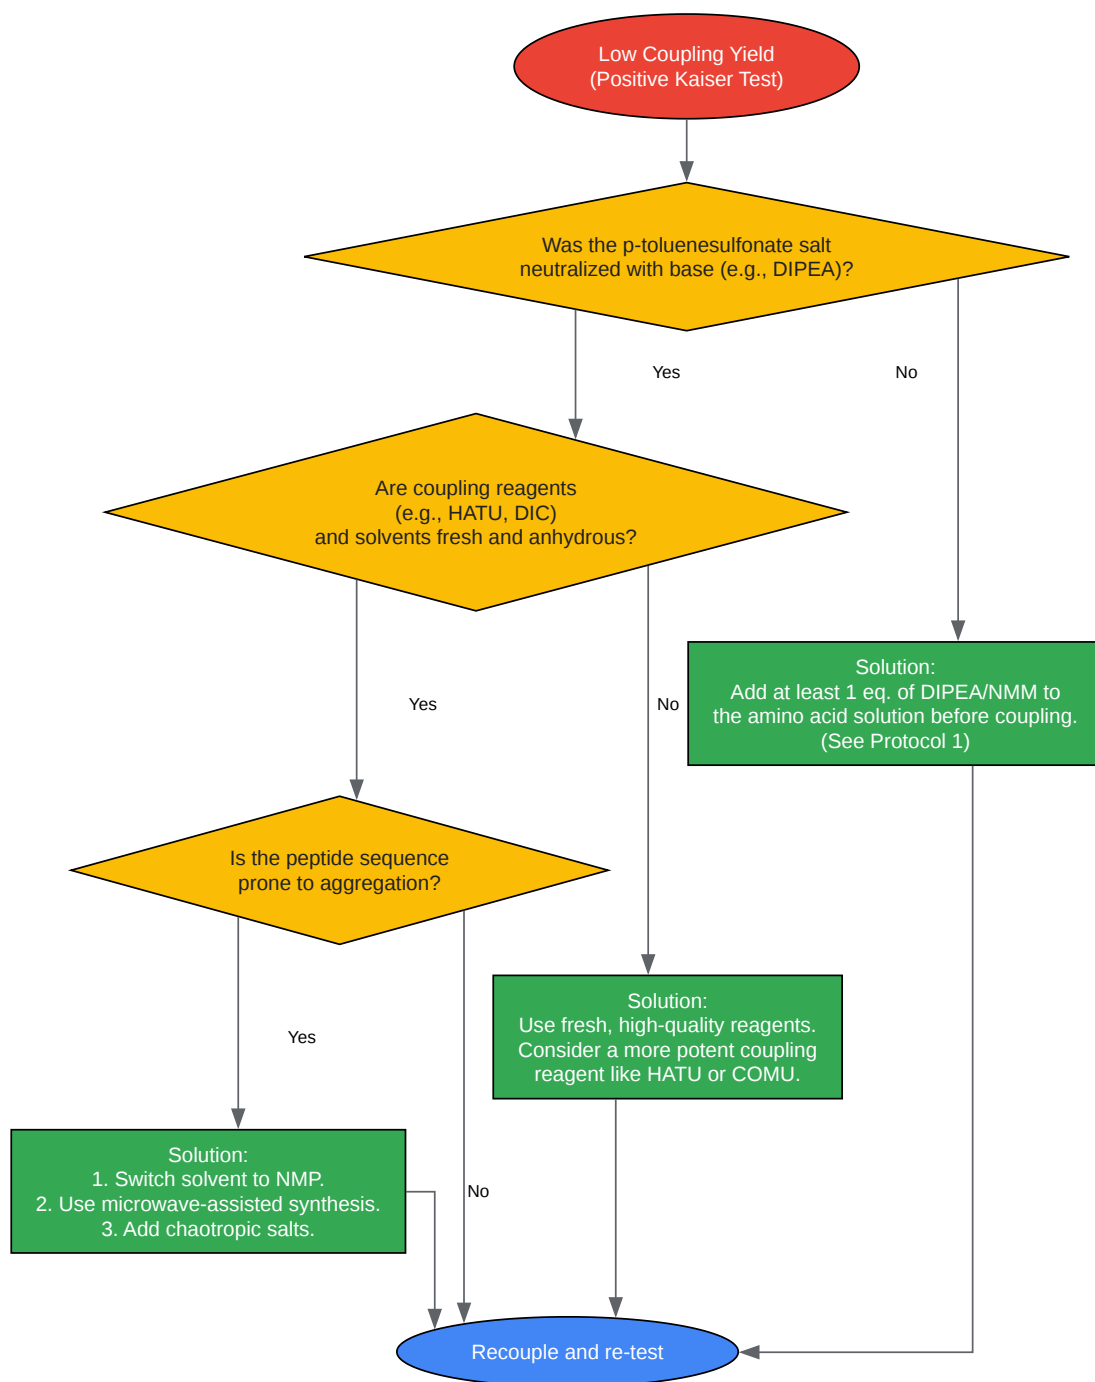 Low Coupling Yield
(Positive Kaiser Test)
Was the p-toluenesulfonate salt
neutralized with base (e.g., DIPEA)?
Yes
No
Are coupling reagents
(e.g., HATU, DIC)
and solvents fresh and anhydrous?
Yes
No
Solution:
Add at least 1 eq. of DIPEA/NMM to
the amino acid solution before coupling.
(See Protocol 1)
Is the peptide sequence
prone to aggregation?
Yes
No
Solution:
Use fresh, high-quality reagents.
Consider a more potent coupling
reagent like HATU or COMU.
Solution:
1. Switch solvent to NMP.
2. Use microwave-assisted synthesis.
3. Add chaotropic salts.
Recouple and re-test